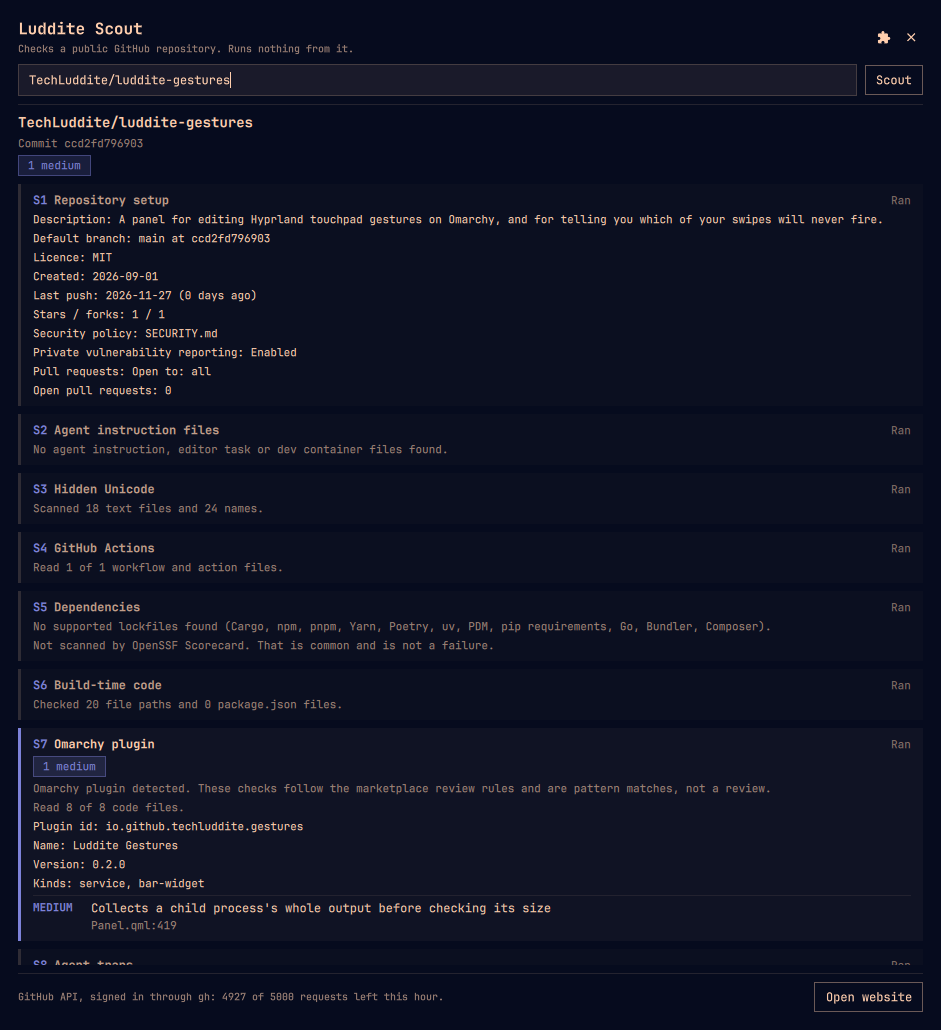 Luddite Scout
Checks a public GitHub repository. Runs nothing from it.
TechLuddite/luddite-gestures
Scout
TechLuddite/luddite-gestures
Commit ccd2fd796903
1 medium
S1 Repository setup
Ran
Description: A panel for editing Hyprland touchpad gestures on Omarchy, and for telling you which of your swipes will never fire.
Default branch: main at ccd2fd796903
Licence: MIT
Created: 2026-09-01
Last push: 2026-11-27 (0 days ago)
Stars / forks: 1 / 1
Security policy: SECURITY.md
Private vulnerability reporting: Enabled
Pull requests: Open to: all
Open pull requests: 0
S2 Agent instruction files
Ran
No agent instruction, editor task or dev container files found.
S3 Hidden Unicode
Ran
Scanned 18 text files and 24 names.
S4 GitHub Actions
Ran
Read 1 of 1 workflow and action files.
S5 Dependencies
Ran
No supported lockfiles found (Cargo, npm, pnpm, Yarn, Poetry, uv, PDM, pip requirements, Go, Bundler, Composer).
Not scanned by OpenSSF Scorecard. That is common and is not a failure.
S6 Build-time code
Ran
Checked 20 file paths and 0 package.json files.
S7 Omarchy plugin
Ran
1 medium
Omarchy plugin detected. These checks follow the marketplace review rules and are pattern matches, not a review.
Read 8 of 8 code files.
Plugin id: io.github.techluddite.gestures
Name: Luddite Gestures
Version: 0.2.0
Kinds: service, bar-widget
MEDIUM Collects a child process's whole output before checking its size
Panel.qml:419
S8 Agent traps
Ran
GitHub API, signed in through gh: 4927 of 5000 requests left this hour.
Open website